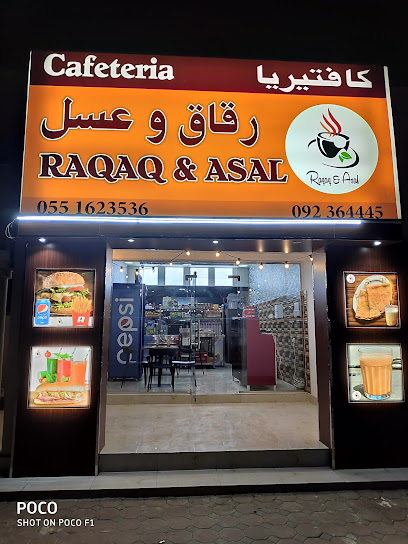 Cafeteria كافتيريا
رقاق و عسل
RAQAQ & ASAL
Raqaq & Asal
055 1623536 092 364445
pepsi
POCO
SHOT ON POCO F1